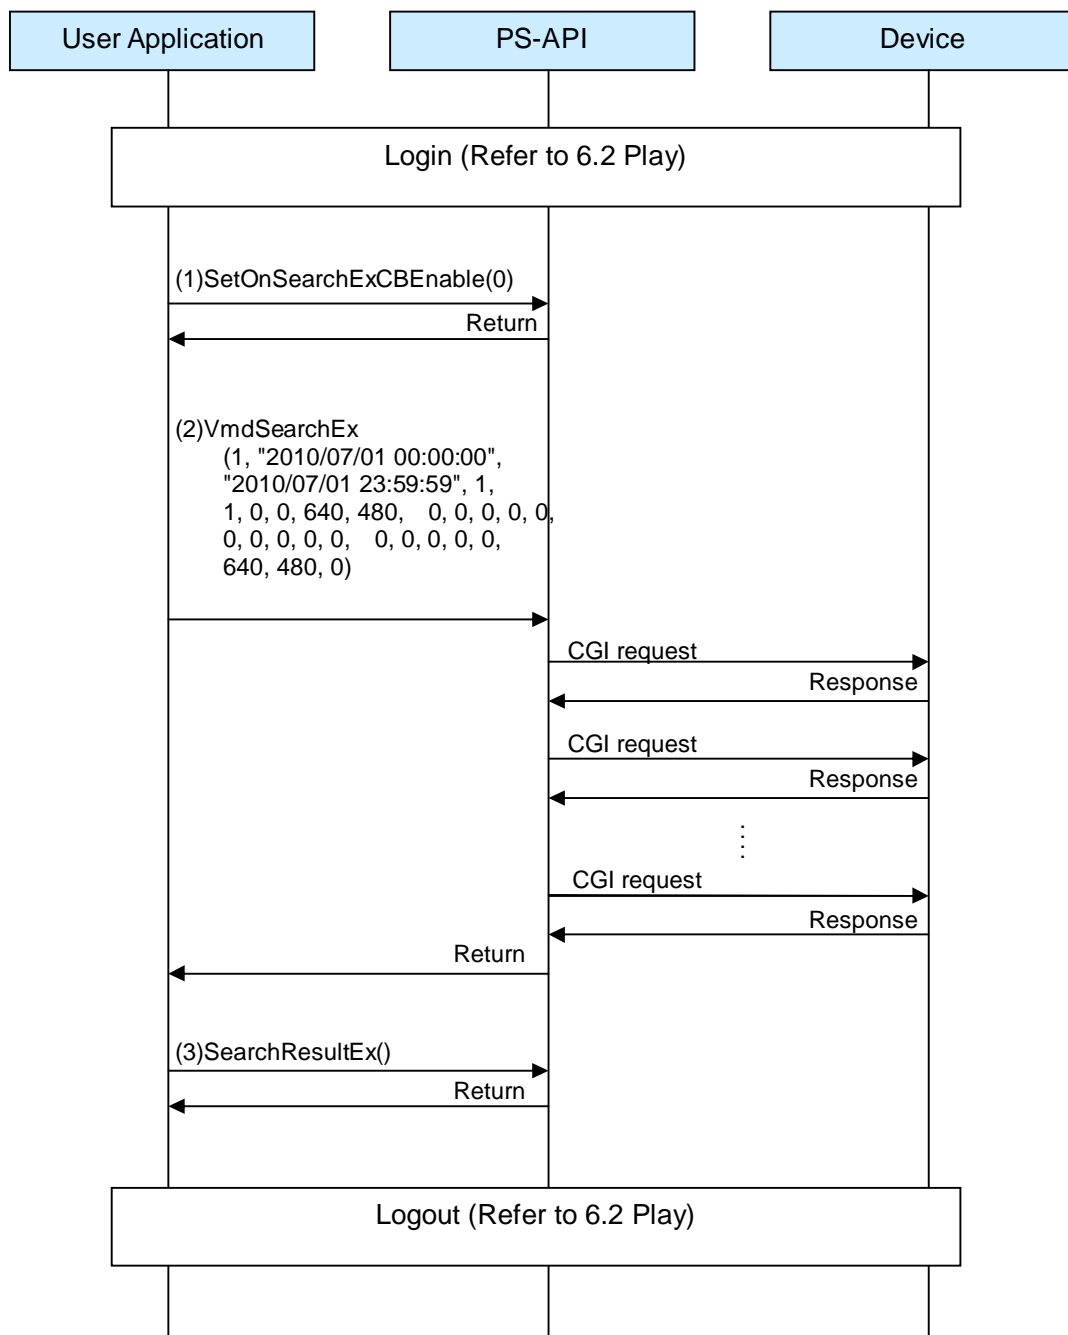 User Application
PS-API
Device
Login (Refer to 6.2 Play)
(1)SetOnSearchExCBEnable(0)
Return
(2)VmdSearchEx
(1, "2010/07/01 00:00:00",
"2010/07/01 23:59:59", 1,
1, 0, 0, 640, 480, 0, 0, 0, 0, 0,
0, 0, 0, 0, 0, 0, 0, 0, 0, 0,
640, 480, 0)
CGI request
Response
CGI request
Response
CGI request
Response
Return
(3)SearchResultEx()
Return
Logout (Refer to 6.2 Play)